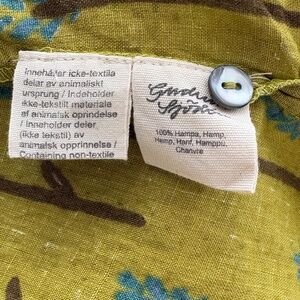 Innehåller icke-textila
delar av animaliskt
ursprung / Indeholder
ikke-tekstilt materiale
af animalsk oprindelse
/ Inneholder deler
(ikke tekstil) av
animalsk opprinnelse /
Containing non-textile
Gudrun
Sjödén
100% Hampa, Hamp,
Hemp, Hanf, Hamppu,
Chanvre